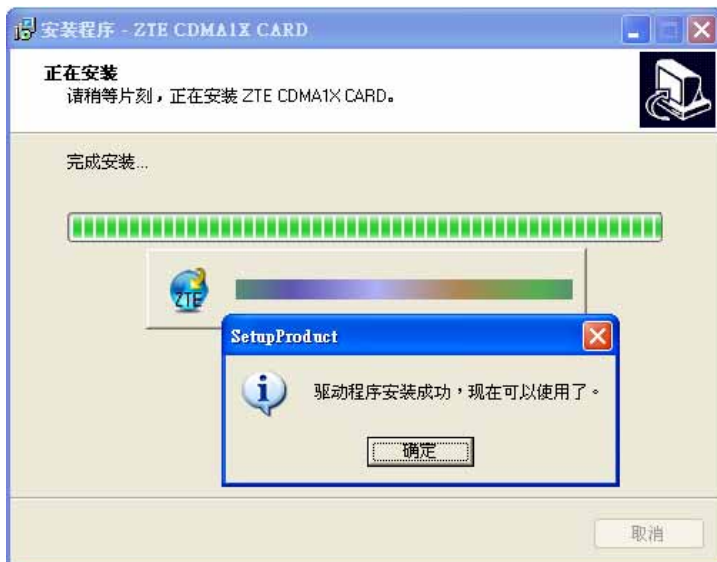 安装程序 - ZTE CDMA1X CARD
正在安装
请稍等片刻，正在安装 ZTE CDMA1X CARD。
完成安装...
ZTE
SetupProduct
驱动程序安装成功，现在可以使用了。
确定
取消